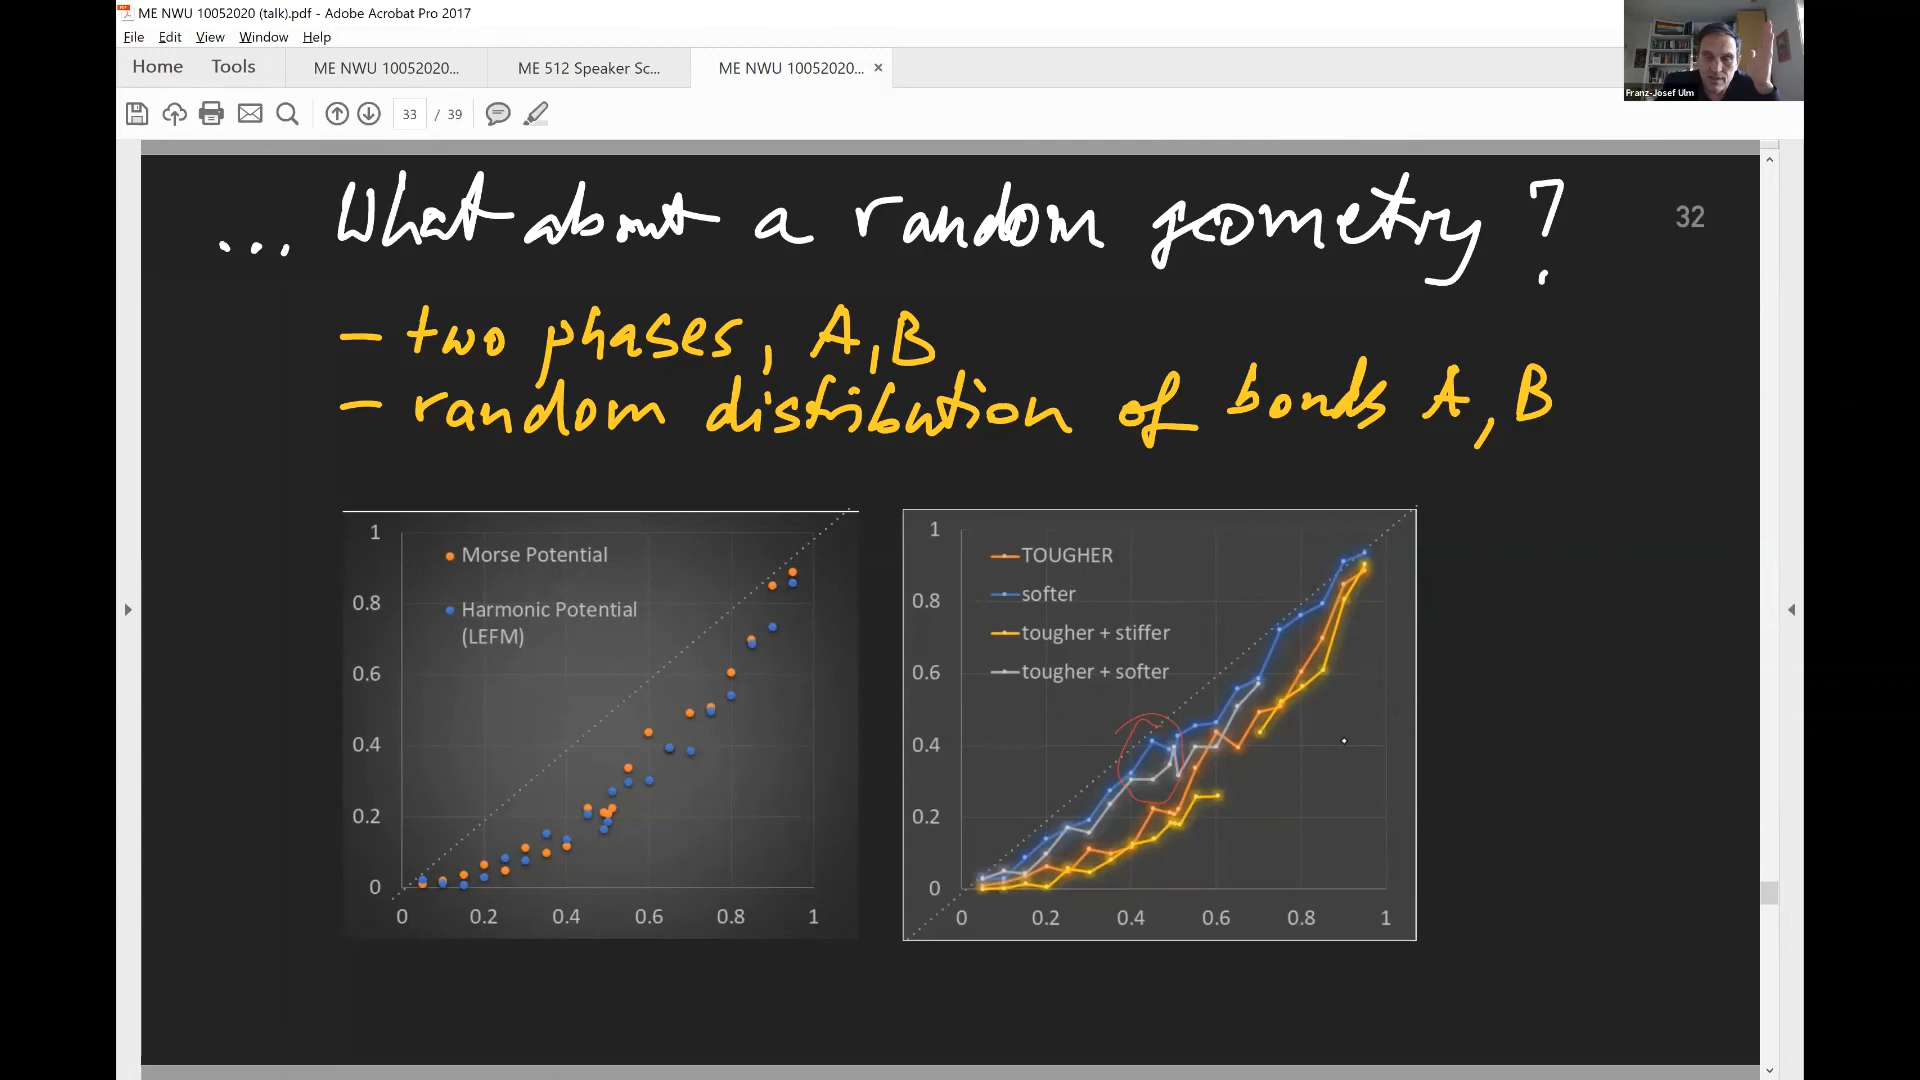 ME NWU 10052020 (talk).pdf - Adobe Acrobat Pro 2017
File Edit View Window Help
Home Tools ME NWU 10052020... ME 512 Speaker Sc... ME NWU 10052020... ×
33 / 39
Franz-Josef Ulm
... What about a random geometry?
32
- two phases, A, B
- random distribution of bonds A, B
Morse Potential
Harmonic Potential
(LEFM)
1
0.8
0.6
0.4
0.2
0
0 0.2 0.4 0.6 0.8 1
TOUGHER
softer
tougher + stiffer
tougher + softer
1
0.8
0.6
0.4
0.2
0
0 0.2 0.4 0.6 0.8 1